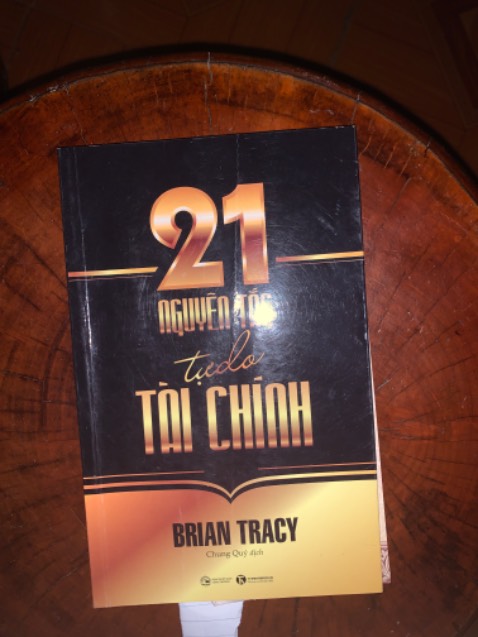 21
NGUYÊN TẮC
tự do
TÀI CHÍNH
BRIAN TRACY
Chung Quý dịch